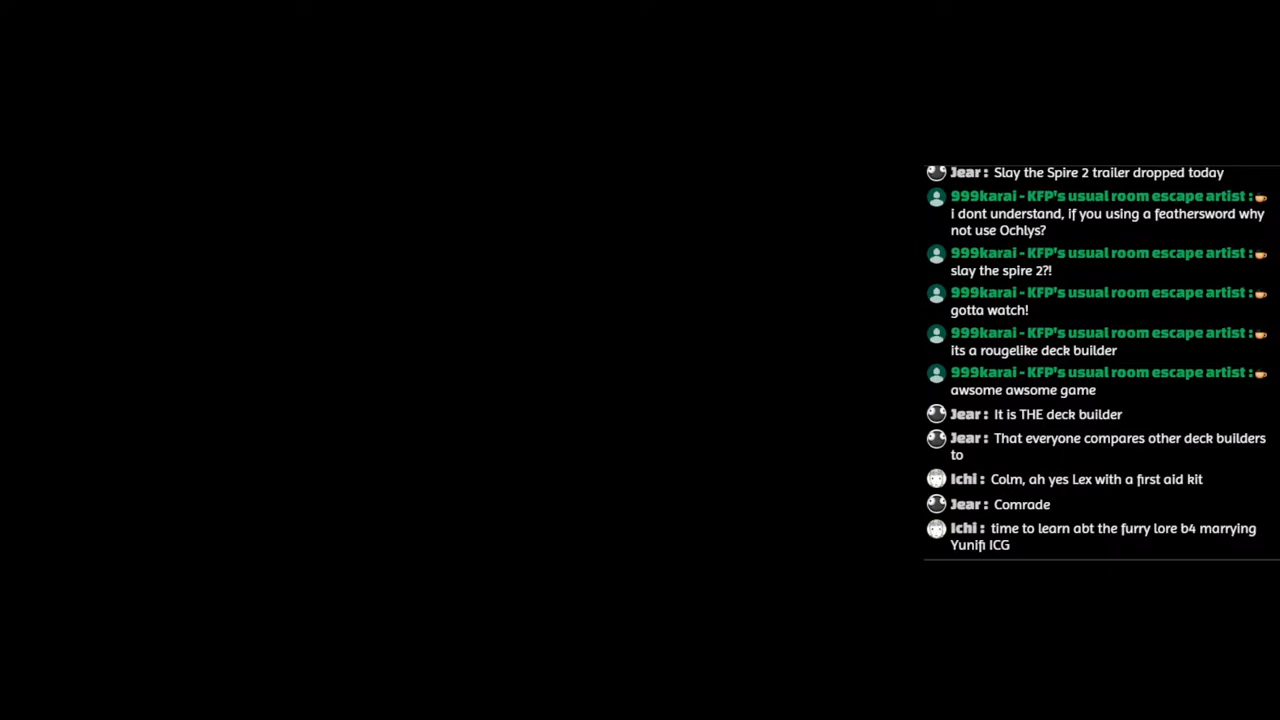 Jear : Slay the Spire 2 trailer dropped today
999karai - KFP's usual room escape artist :
i dont understand, if you using a feathersword why
not use Ochlys?
999karai - KFP's usual room escape artist :
slay the spire 2?!
999karai - KFP's usual room escape artist :
gotta watch!
999karai - KFP's usual room escape artist :
its a rougelike deck builder
999karai - KFP's usual room escape artist :
awsome awsome game
Jear : It is THE deck builder
Jear : That everyone compares other deck builders
to
Ichi : Colm, ah yes Lex with a first aid kit
Jear : Comrade
Ichi : time to learn abt the furry lore b4 marrying
Yunifi ICG